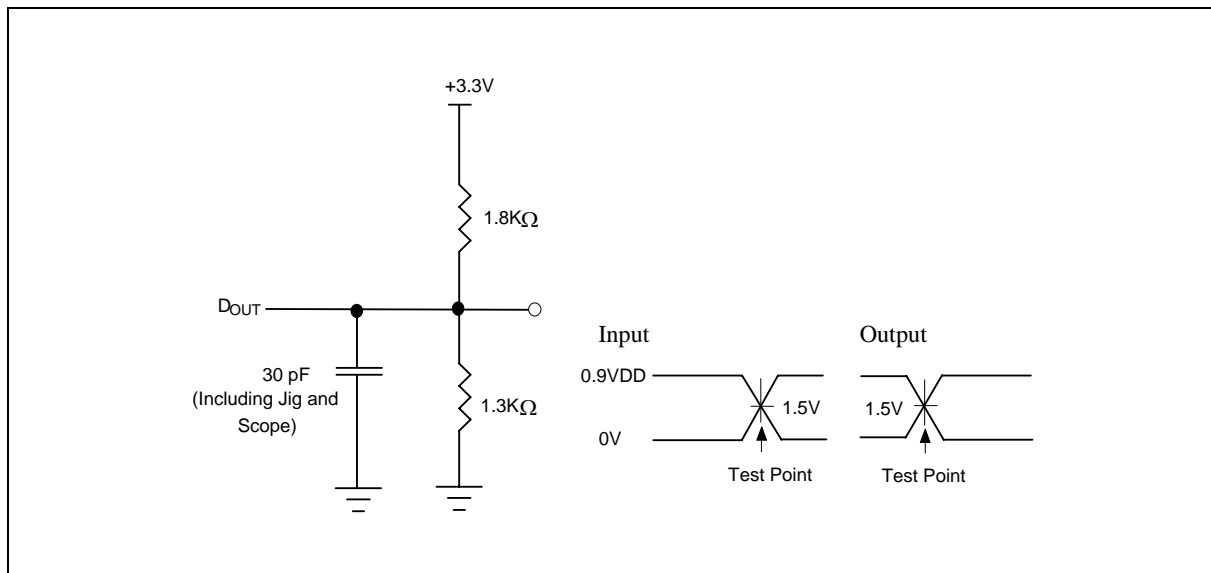 +3.3V
1.8KΩ
DOUT
30 pF
(Including Jig and
Scope)
1.3KΩ
Input
Output
0.9VDD
1.5V
1.5V
0V
Test Point
Test Point